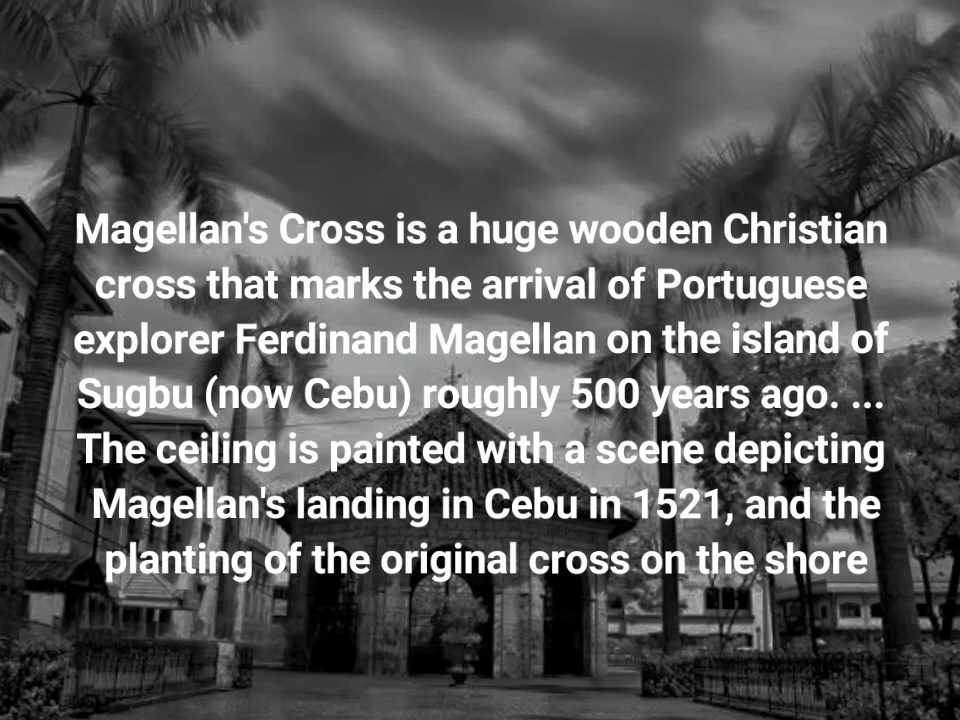 Magellan's Cross is a huge wooden Christian
cross that marks the arrival of Portuguese
explorer Ferdinand Magellan on the island of
Sugbu (now Cebu) roughly 500 years ago. ...
The ceiling is painted with a scene depicting
Magellan's landing in Cebu in 1521, and the
planting of the original cross on the shore